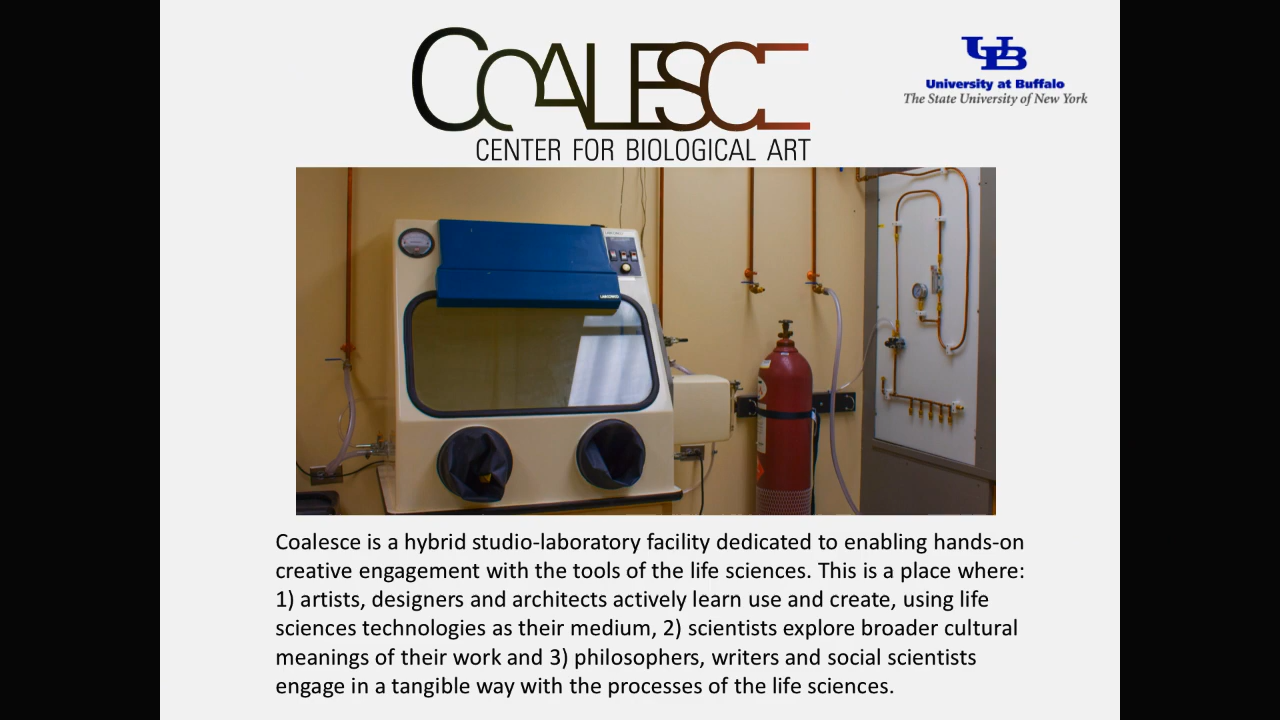 COALESCE
CENTER FOR BIOLOGICAL ART
UB
University at Buffalo
The State University of New York
LABCONCO
Coalesce is a hybrid studio-laboratory facility dedicated to enabling hands-on
creative engagement with the tools of the life sciences. This is a place where:
1) artists, designers and architects actively learn use and create, using life
sciences technologies as their medium, 2) scientists explore broader cultural
meanings of their work and 3) philosophers, writers and social scientists
engage in a tangible way with the processes of the life sciences.